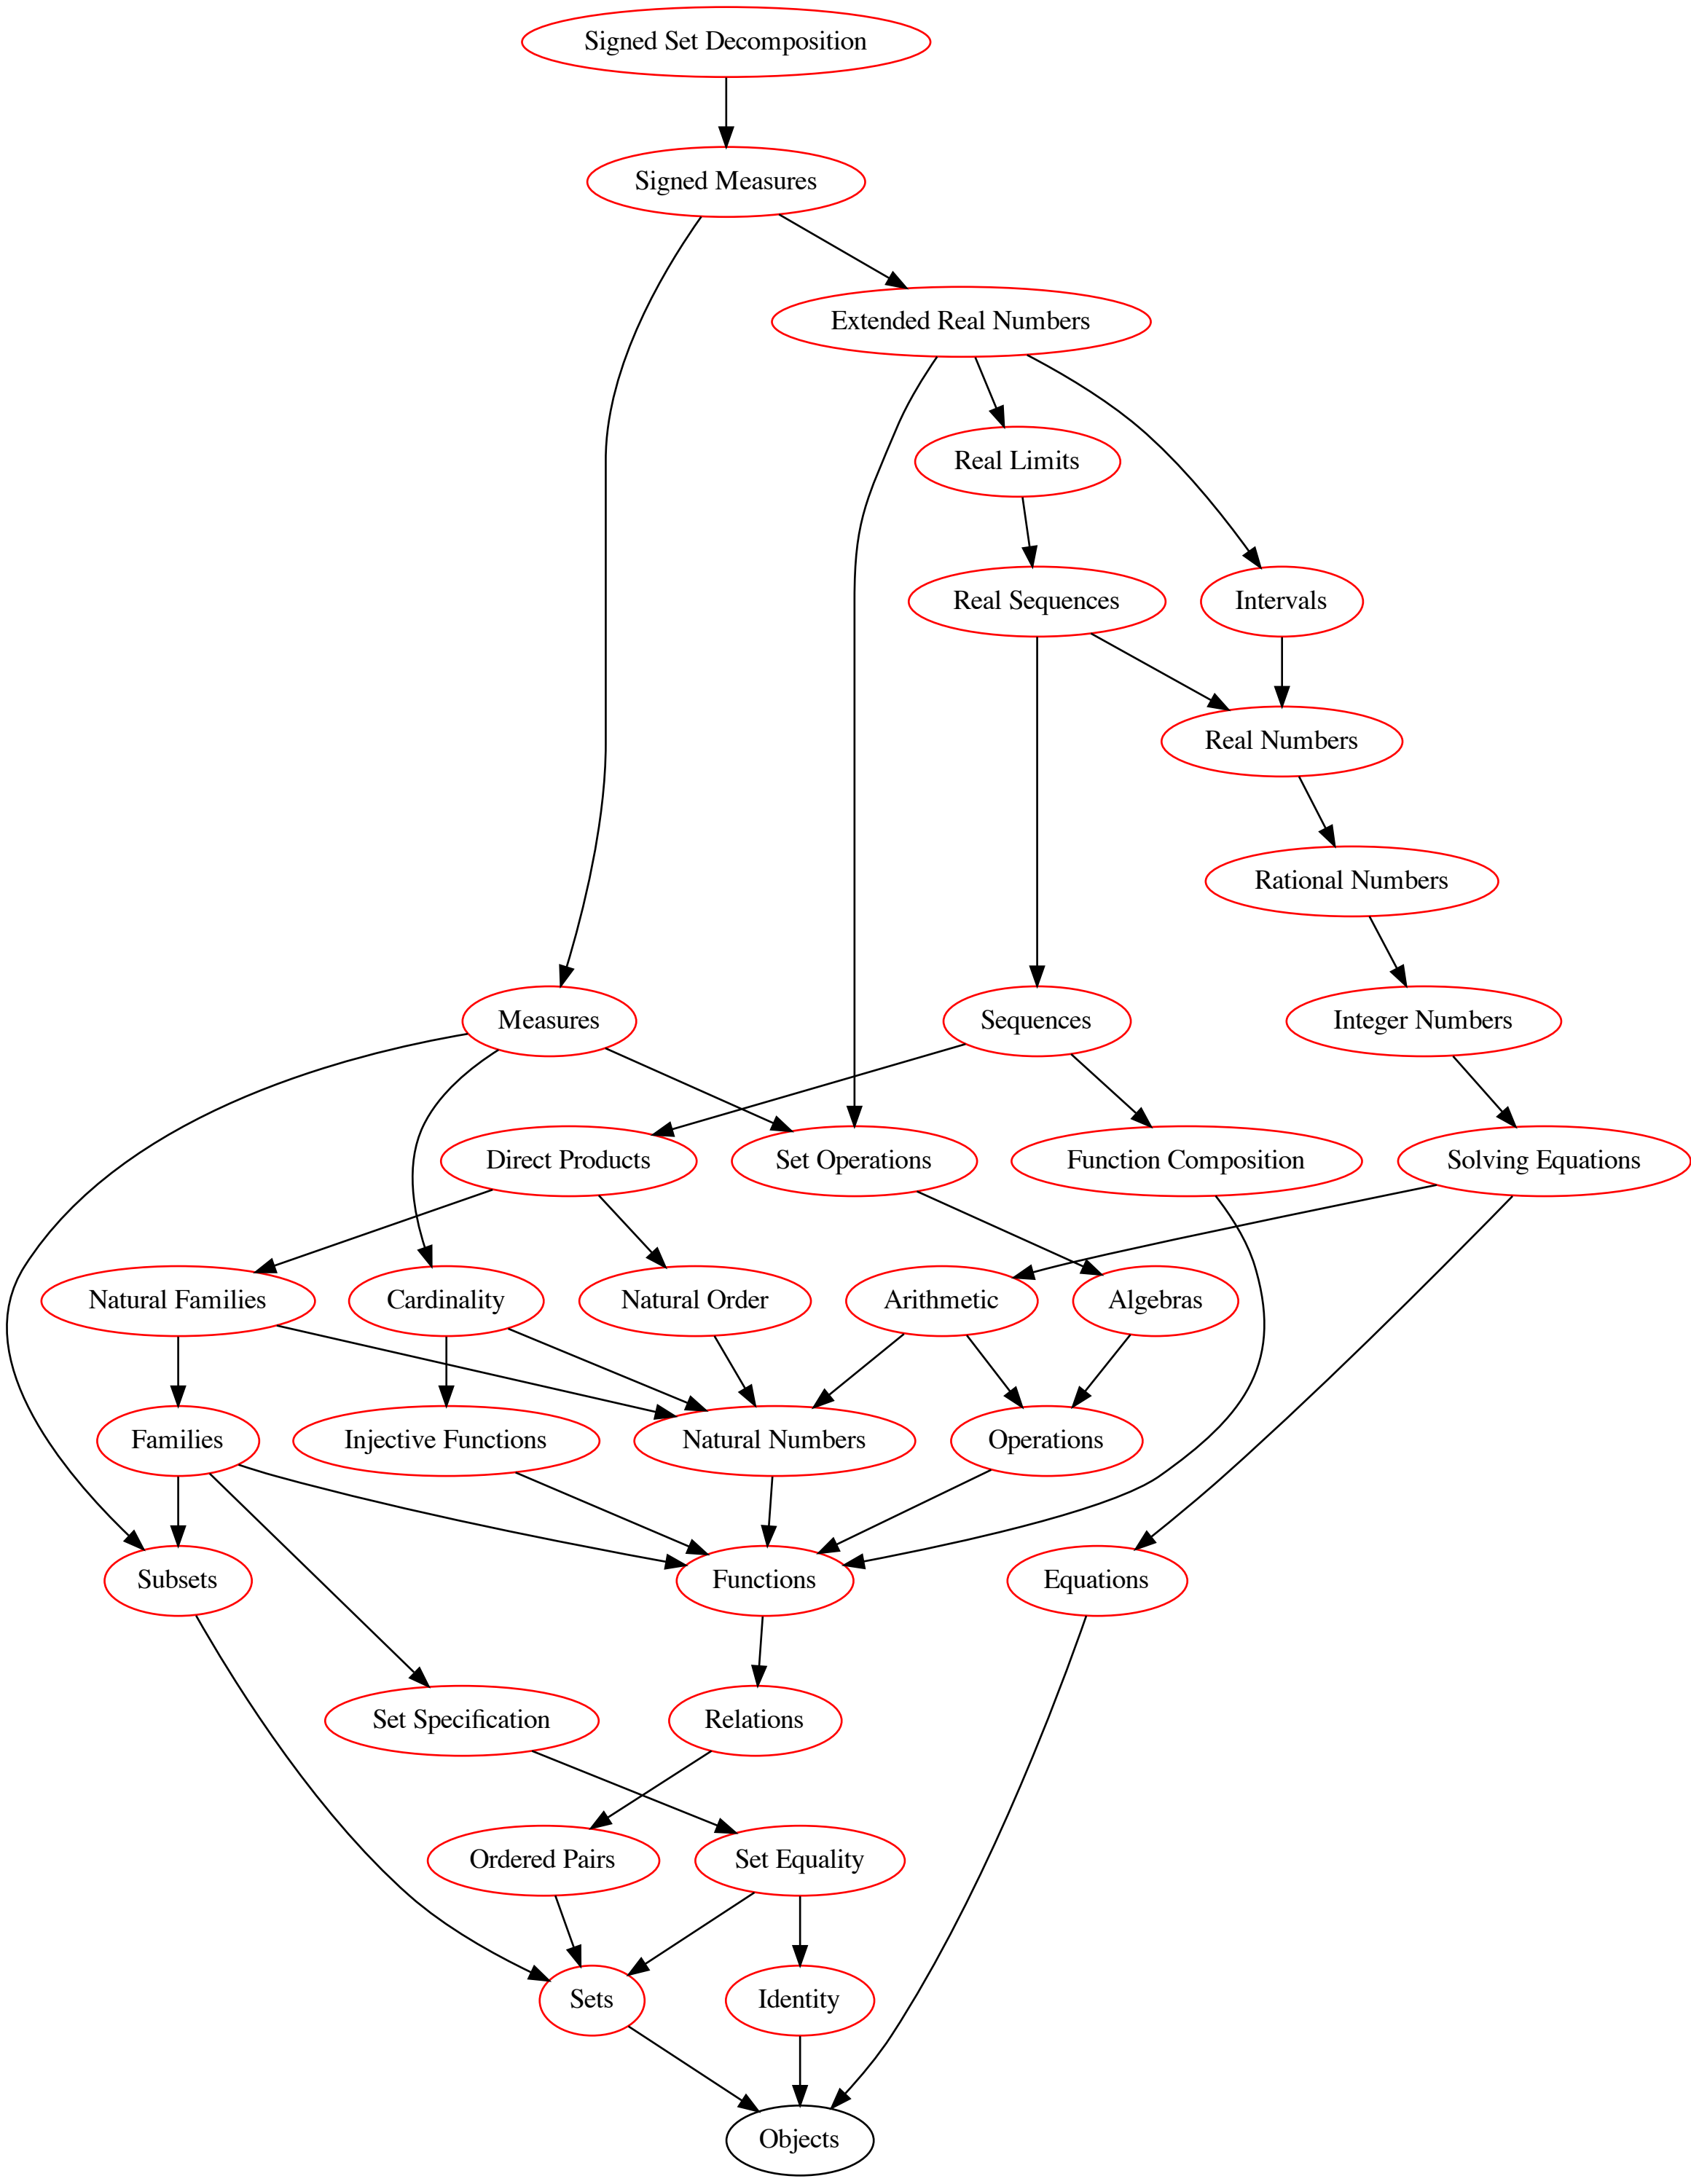 Signed Set Decomposition
Signed Measures
Extended Real Numbers
Real Limits
Real Sequences
Intervals
Real Numbers
Rational Numbers
Measures
Sequences
Integer Numbers
Direct Products
Set Operations
Function Composition
Solving Equations
Natural Families
Cardinality
Natural Order
Arithmetic
Algebras
Families
Injective Functions
Natural Numbers
Operations
Subsets
Functions
Equations
Set Specification
Relations
Ordered Pairs
Set Equality
Sets
Identity
Objects